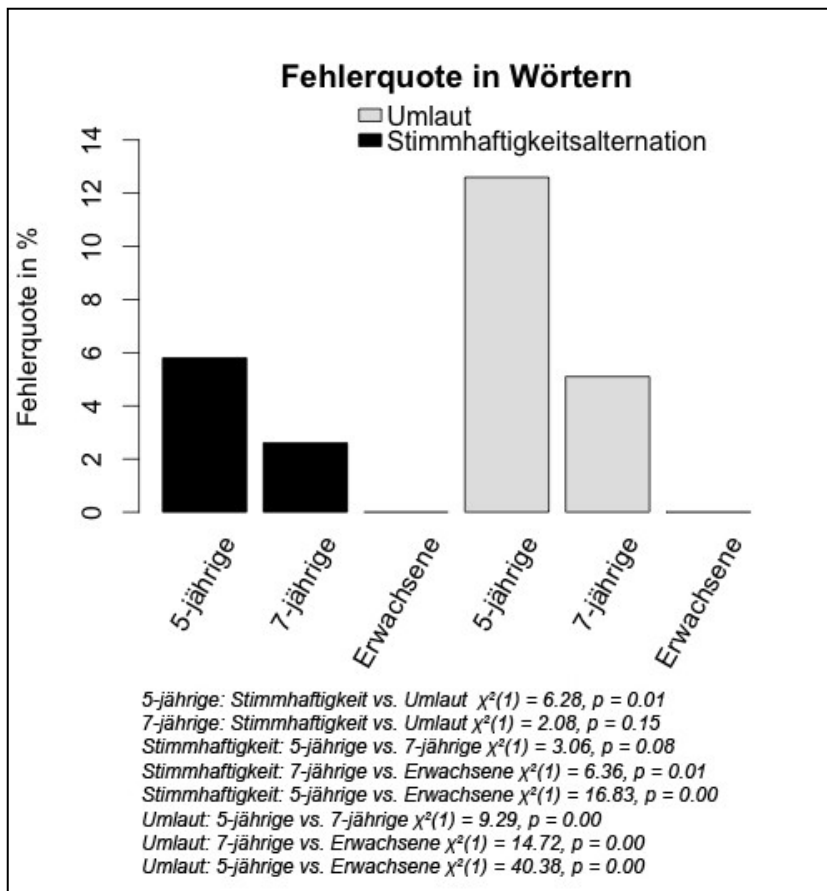 Fehlerquote in Wörtern
Umlaut
Stimmhaftigkeitsalternation
Fehlerquote in %
14
12
10
8
6
4
2
0
5-jährige
7-jährige
Erwachsene
5-jährige
7-jährige
Erwachsene
5-jährige: Stimmhaftigkeit vs. Umlaut χ²(1) = 6.28, p = 0.01
7-jährige: Stimmhaftigkeit vs. Umlaut χ²(1) = 2.08, p = 0.15
Stimmhaftigkeit: 5-jährige vs. 7-jährige χ²(1) = 3.06, p = 0.08
Stimmhaftigkeit: 7-jährige vs. Erwachsene χ²(1) = 6.36, p = 0.01
Stimmhaftigkeit: 5-jährige vs. Erwachsene χ²(1) = 16.83, p = 0.00
Umlaut: 5-jährige vs. 7-jährige χ²(1) = 9.29, p = 0.00
Umlaut: 7-jährige vs. Erwachsene χ²(1) = 14.72, p = 0.00
Umlaut: 5-jährige vs. Erwachsene χ²(1) = 40.38, p = 0.00